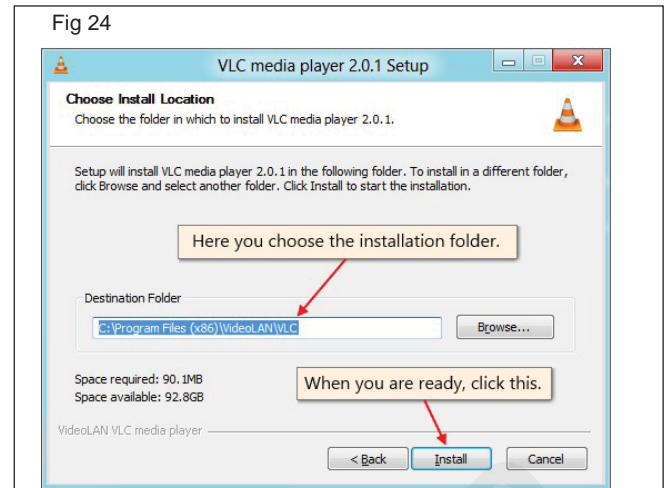 Fig 24
VLC media player 2.0.1 Setup
Choose Install Location
Choose the folder in which to install VLC media player 2.0.1.
Setup will install VLC media player 2.0.1 in the following folder. To install in a different folder,
click Browse and select another folder. Click Install to start the installation.
Here you choose the installation folder.
Destination Folder
C:\Program Files (x86)\VideoLAN\VLC
Browse...
Space required: 90.1MB
Space available: 92.8GB
When you are ready, click this.
VideoLAN VLC media player
< Back Install Cancel